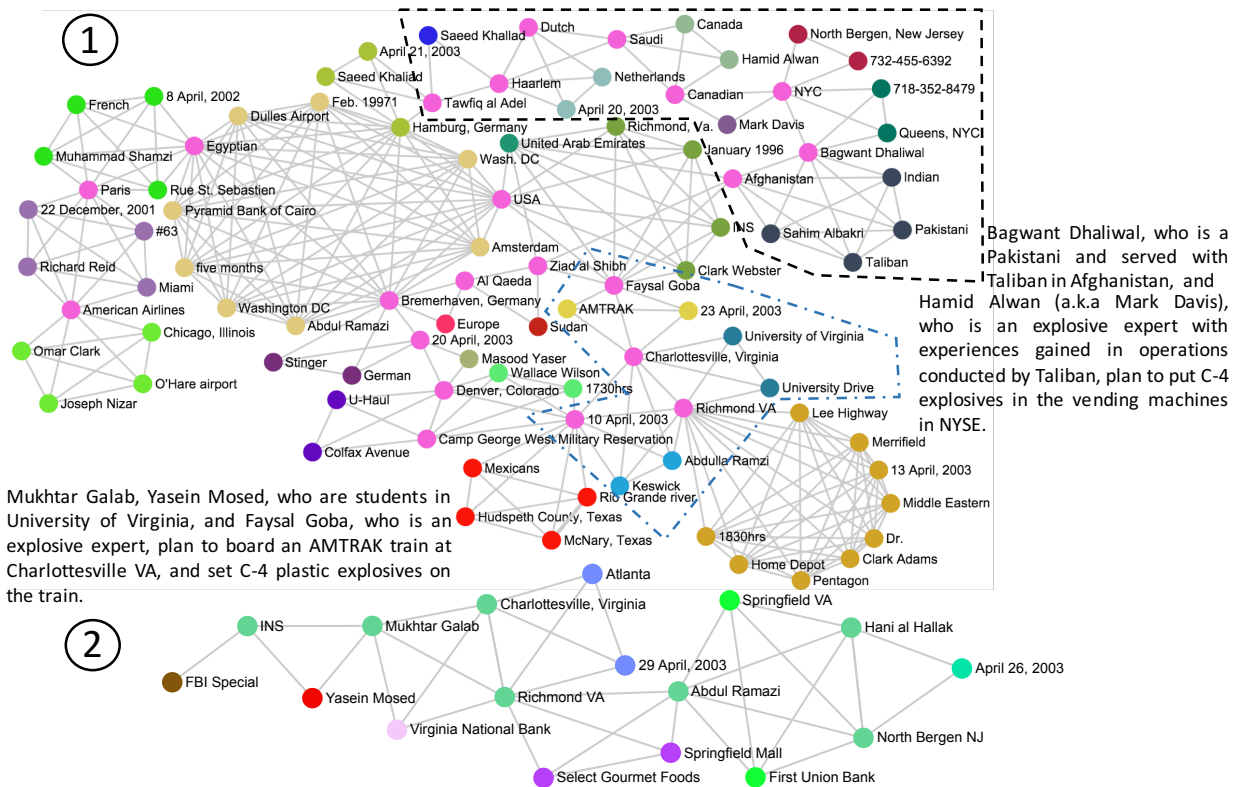 1
Saeed Khallad
Dutch
Saudi
Canada
North Bergen, New Jersey
April 21, 2003
Hamid Alwan
732-455-6392
Saeed Khaliad
Haarlem
Netherlands
Canadian
NYC
718-352-8479
French
8 April, 2002
Feb. 19971
Tawfiq al Adel
April 20, 2003
Dulles Airport
Hamburg, Germany
Richmond, Va.
Mark Davis
Queens, NYC
Egyptian
United Arab Emirates
January 1996
Bagwant Dhaliwal
Muhammad Shamzi
Wash. DC
Paris
Rue St. Sebastien
USA
Afghanistan
Indian
22 December, 2001
Pyramid Bank of Cairo
#63
INS
Sahim Albakri
Pakistani
Amsterdam
Richard Reid
five months
Ziad al Shibh
Clark Webster
Taliban
Miami
Al Qaeda
Faysal Goba
American Airlines
Washington DC
Bremerhaven, Germany
AMTRAK
23 April, 2003
Chicago, Illinois
Abdul Ramazi
Europe
Sudan
University of Virginia
Omar Clark
20 April, 2003
Stinger
Masood Yaser
Charlottesville, Virginia
German
Wallace Wilson
O'Hare airport
Denver, Colorado
1730hrs
University Drive
Joseph Nizar
U-Haul
Richmond VA
Lee Highway
10 April, 2003
Camp George West Military Reservation
Merrifield
Colfax Avenue
Abdulla Ramzi
Mexicans
13 April, 2003
Keswick
Rio Grande river
Middle Eastern
Hudspeth County, Texas
McNary, Texas
1830hrs
Dr.
Home Depot
Clark Adams
Pentagon
Bagwant Dhaliwal, who is a
Pakistani and served with
Taliban in Afghanistan, and
Hamid Alwan (a.k.a Mark Davis),
who is an explosive expert with
experiences gained in operations
conducted by Taliban, plan to put C-4
explosives in the vending machines
in NYSE.
Mukhtar Galab, Yasein Mosed, who are students in
University of Virginia, and Faysal Goba, who is an
explosive expert, plan to board an AMTRAK train at
Charlottesville VA, and set C-4 plastic explosives on
the train.
2
Atlanta
Charlottesville, Virginia
Springfield VA
INS
Mukhtar Galab
Hani al Hallak
29 April, 2003
April 26, 2003
FBI Special
Yasein Mosed
Richmond VA
Abdul Ramazi
Virginia National Bank
North Bergen NJ
Springfield Mall
Select Gourmet Foods
First Union Bank